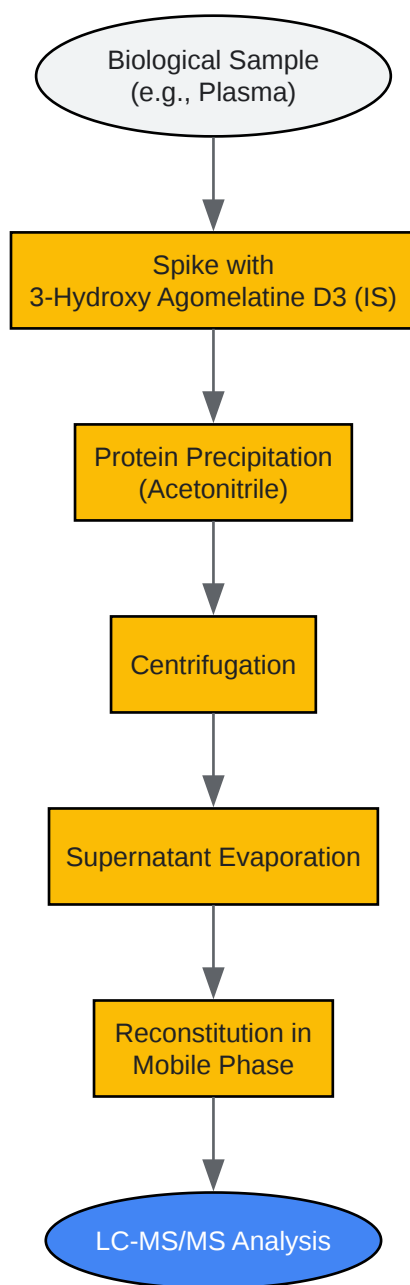 Biological Sample
(e.g., Plasma)
Spike with
3-Hydroxy Agomelatine D3 (IS)
Protein Precipitation
(Acetonitrile)
Centrifugation
Supernatant Evaporation
Reconstitution in
Mobile Phase
LC-MS/MS Analysis